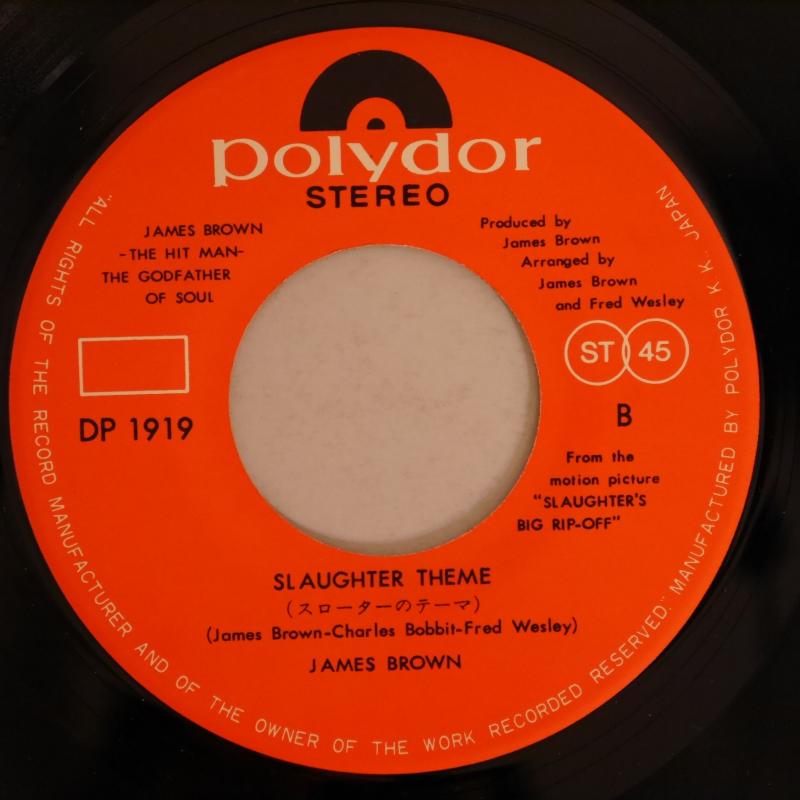 polydor
STEREO
JAMES BROWN
-THE HIT MAN-
THE GODFATHER
OF SOUL
Produced by
James Brown
Arranged by
James Brown
and Fred Wesley
ST 45
DP 1919
B
From the
motion picture
"SLAUGHTER'S
BIG RIP-OFF"
SLAUGHTER THEME
(スローターのテーマ)
(James Brown-Charles Bobbit-Fred Wesley)
JAMES BROWN
"ALL RIGHTS OF THE RECORD MANUFACTURER AND OF THE OWNER OF THE WORK RECORDED RESERVED." MANUFACTURED BY POLYDOR K.K. JAPAN